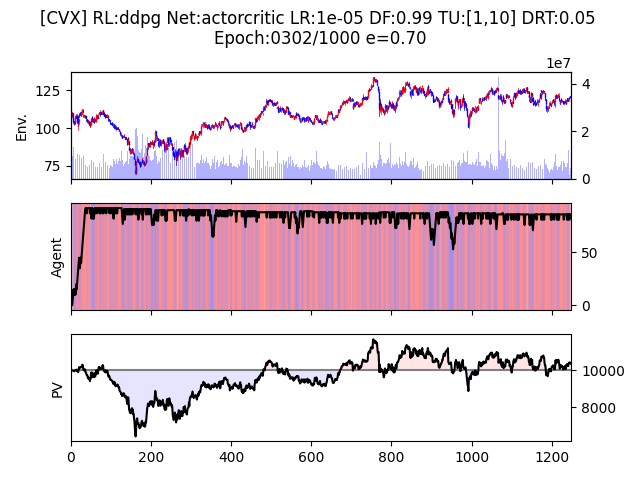 [CVX] RL:ddpg Net:actorcritic LR:1e-05 DF:0.99 TU:[1,10] DRT:0.05
Epoch:0302/1000 e=0.70
1e7
125
100
75
Env.
4
2
0
Agent
50
0
PV
10000
8000
0
200
400
600
800
1000
1200